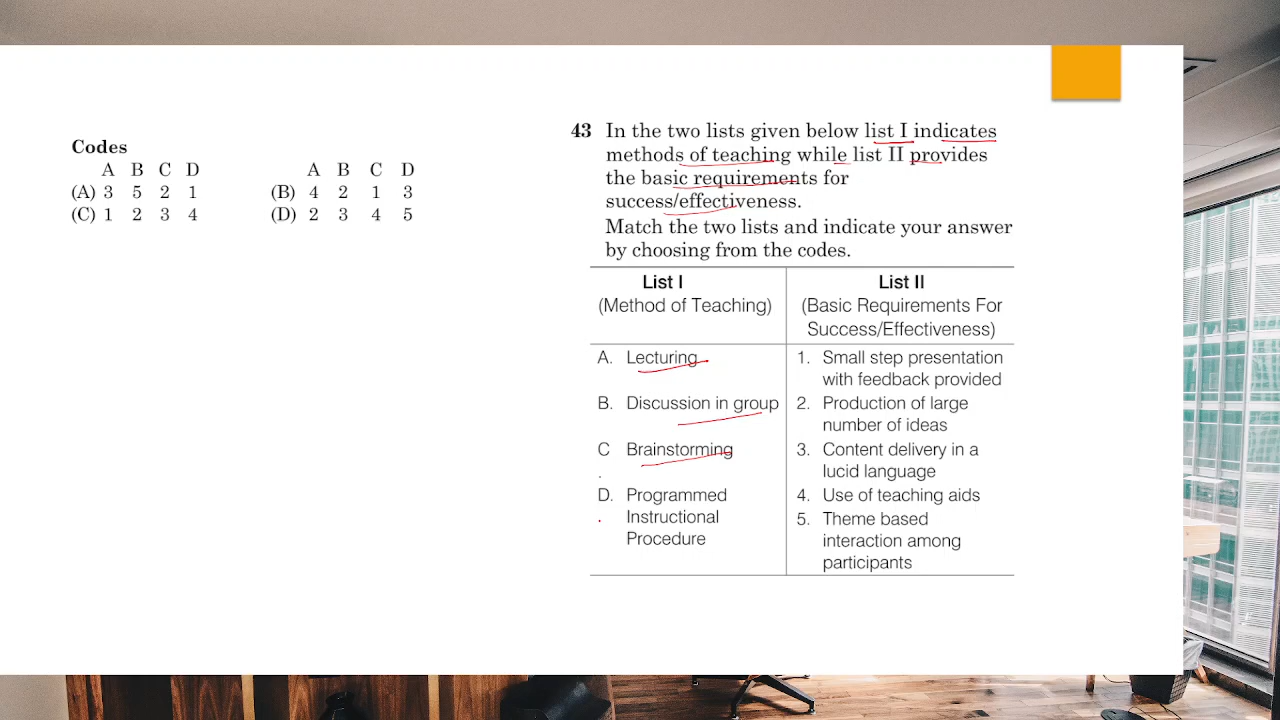 Codes
A B C D A B C D
(A) 3 5 2 1 (B) 4 2 1 3
(C) 1 2 3 4 (D) 2 3 4 5
43 In the two lists given below list I indicates
methods of teaching while list II provides
the basic requirements for
success/effectiveness.
Match the two lists and indicate your answer
by choosing from the codes.
List I List II
(Method of Teaching) (Basic Requirements For
Success/Effectiveness)
A. Lecturing 1. Small step presentation
with feedback provided
B. Discussion in group 2. Production of large
number of ideas
C Brainstorming 3. Content delivery in a
. lucid language
D. Programmed 4. Use of teaching aids
. Instructional 5. Theme based
Procedure interaction among
participants